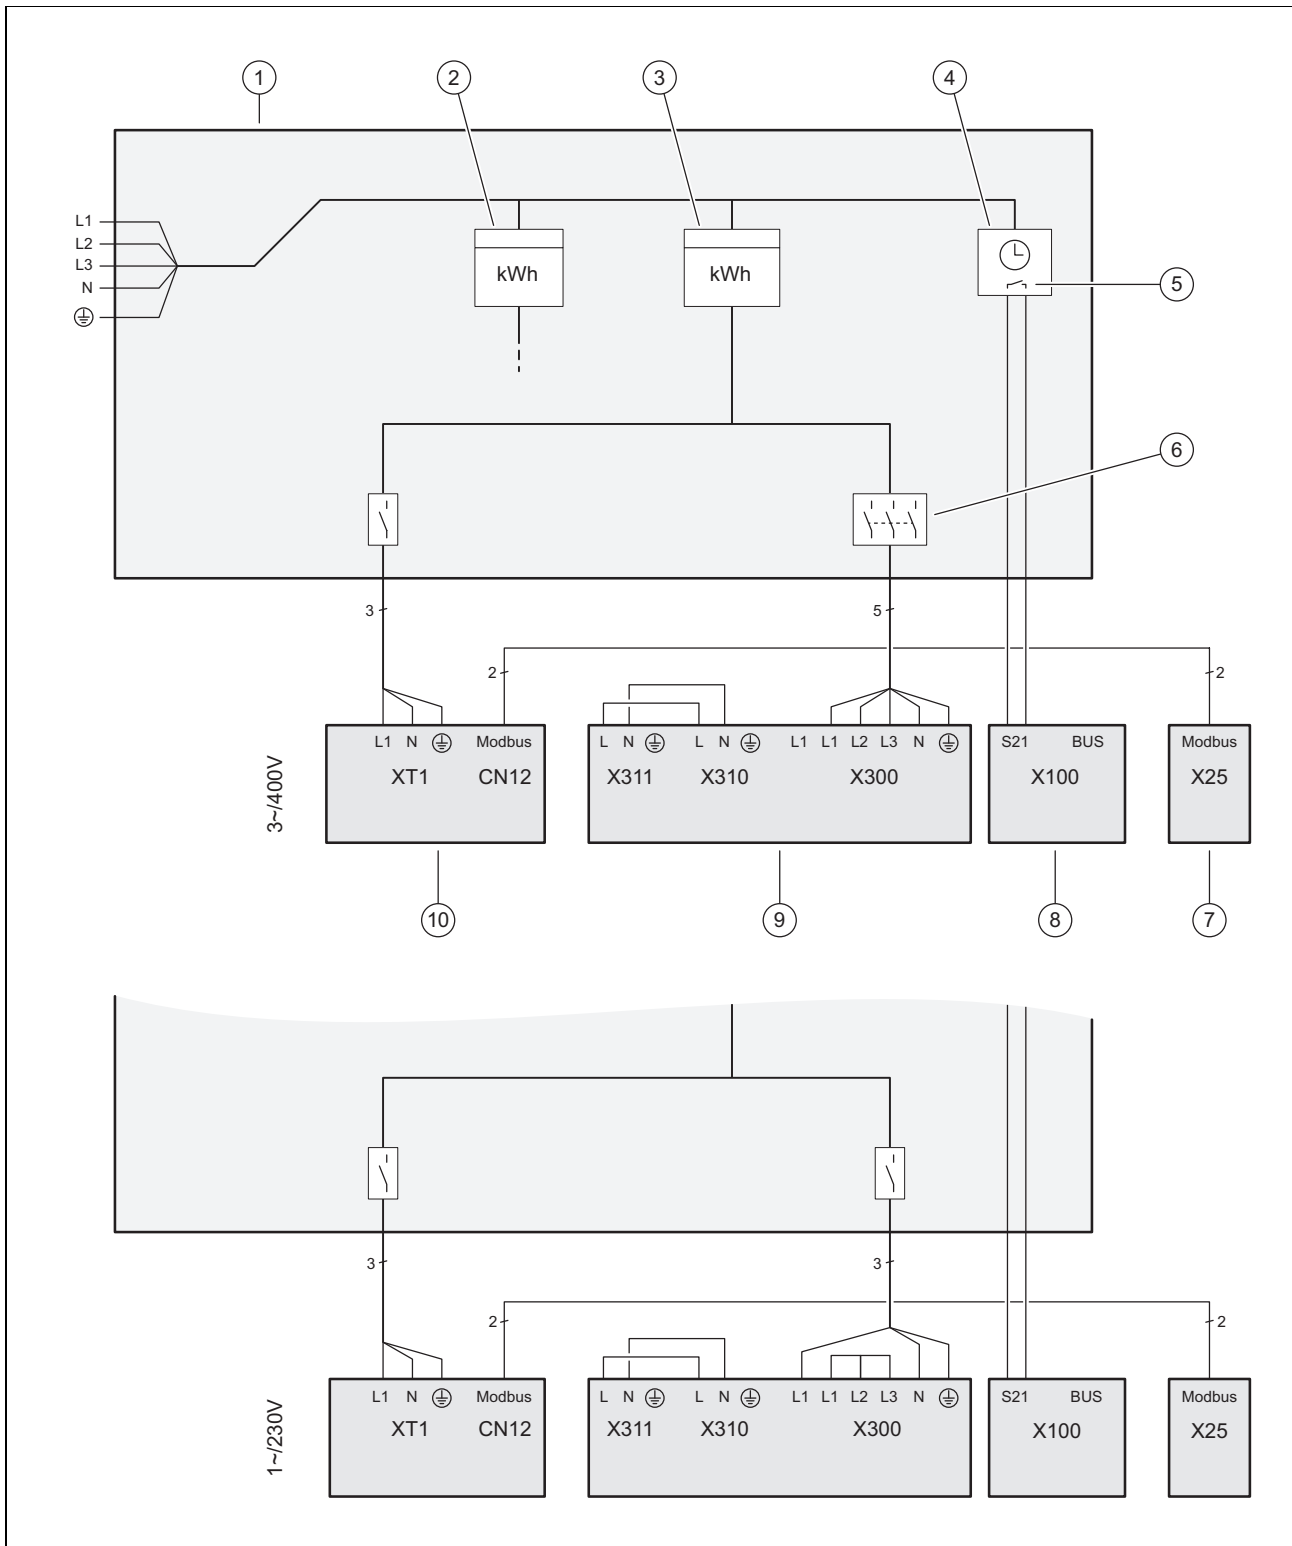 1 2 3 4
L1
L2
L3
N
kWh kWh
5
6
3 5
2 2
3~/400V
L1 N Modbus L N L N L1 L1 L2 L3 N S21 BUS Modbus
XT1 CN12 X311 X310 X300 X100 X25
10 9 8 7
3 3
2 2
1~/230V
L1 N Modbus L N L N L1 L1 L2 L3 N S21 BUS Modbus
XT1 CN12 X311 X310 X300 X100 X25